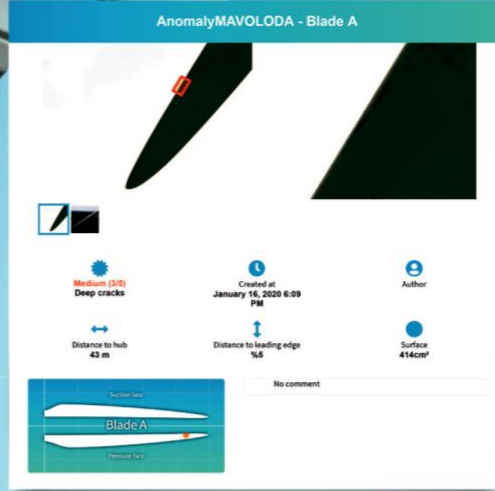 AnomalyMAVOLODA - Blade A
Medium (3/5)
Deep cracks
Created at
January 16, 2020 6:09
PM
Author
Distance to hub
43 m
Distance to leading edge
%5
Surface
414cm²
Suction face
Blade A
Pressure face
No comment